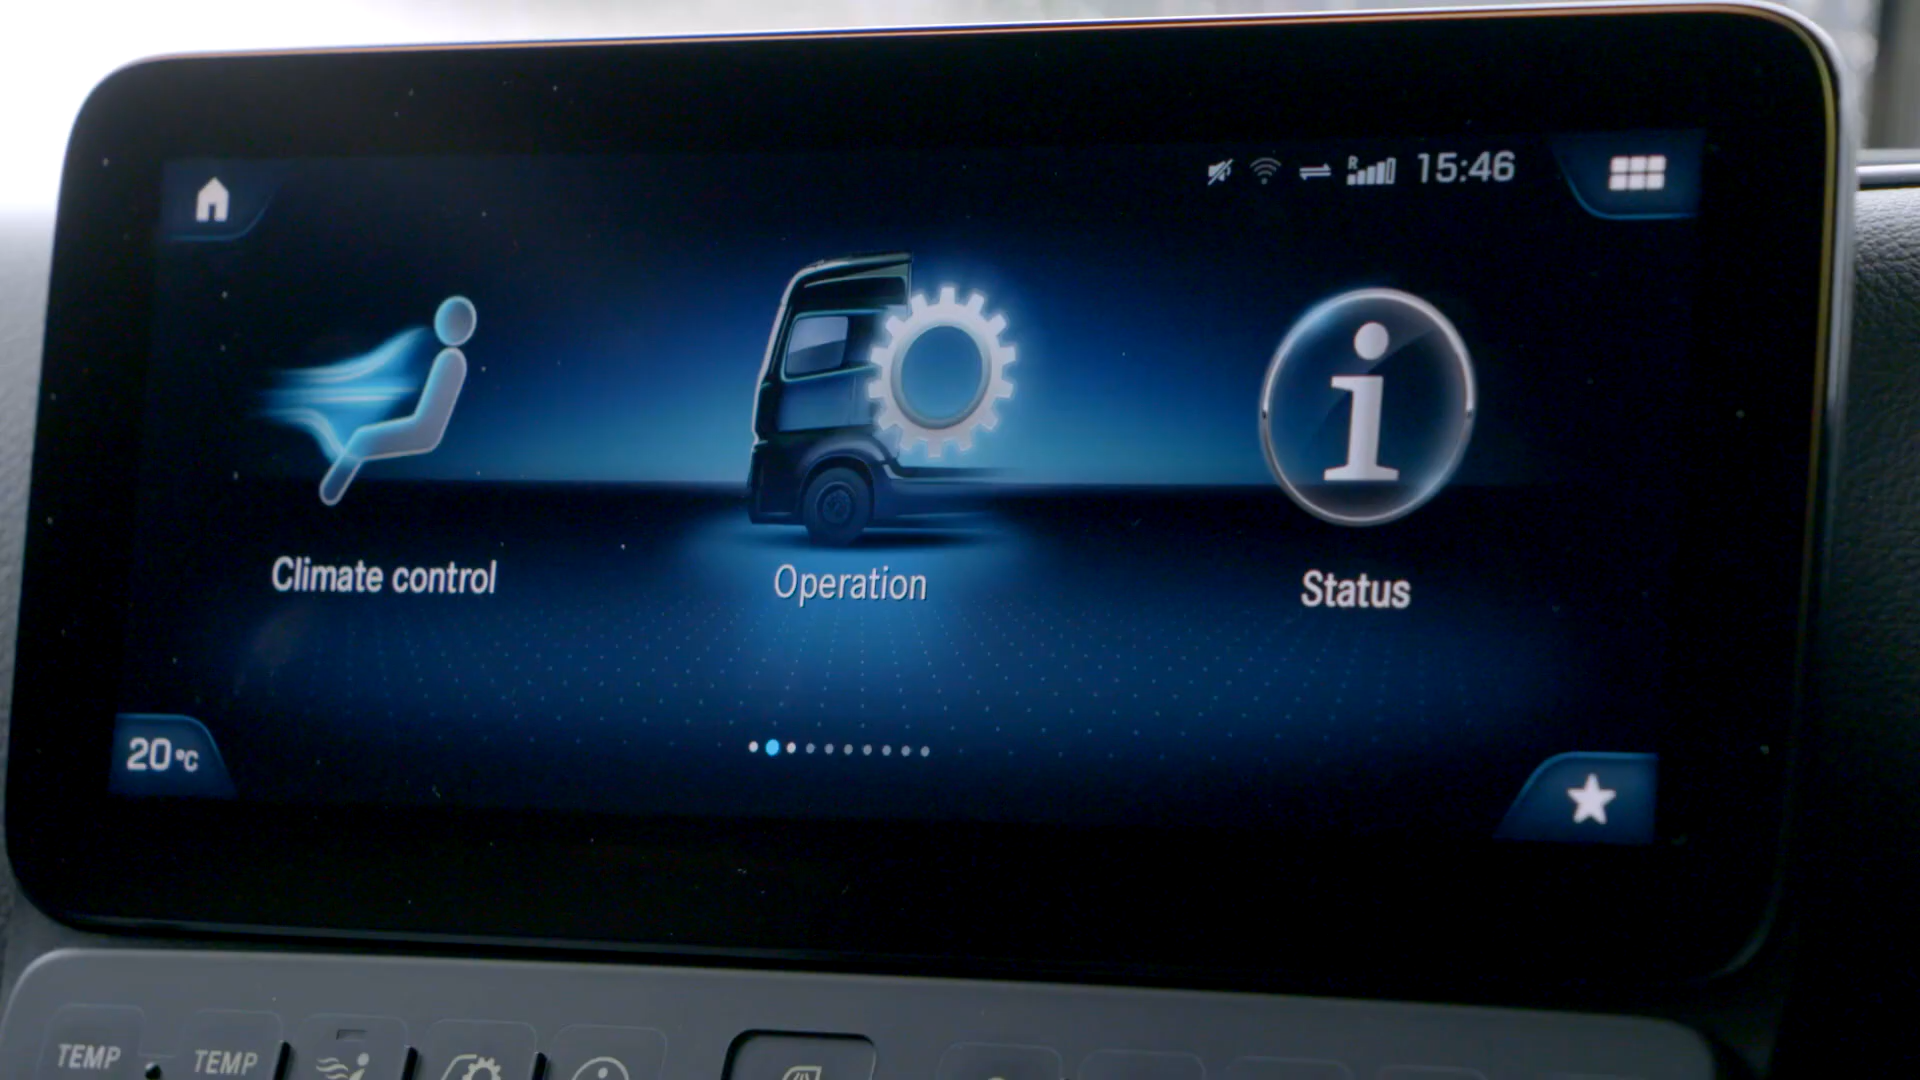 R
15:46
Climate control
Operation
Status
20°C
TEMP
TEMP